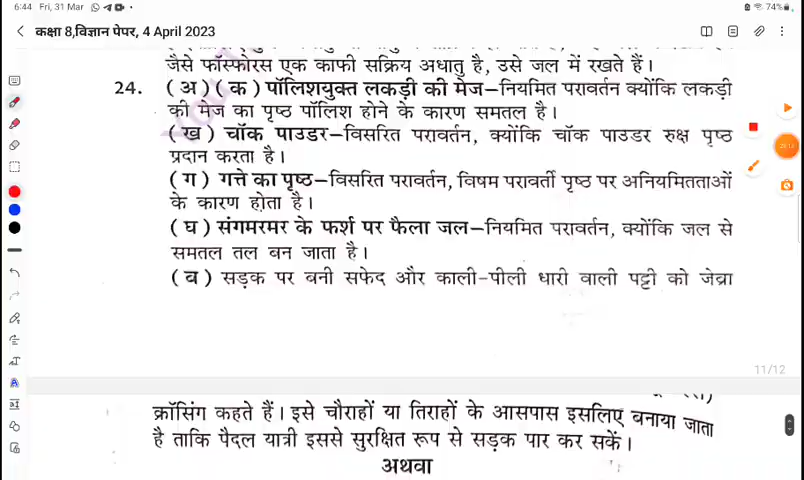 6:44 Fri, 31 Mar
74%
कक्षा 8,विज्ञान पेपर, 4 April 2023
जैसे फॉस्फोरस एक काफी सक्रिय अधातु है, उसे जल में रखते हैं।
24. (अ)(क) पॉलिशयुक्त लकड़ी की मेज–नियमित परावर्तन क्योंकि लकड़ी
की मेज का पृष्ठ पॉलिश होने के कारण समतल है।
(ख) चॉक पाउडर–विसरित परावर्तन, क्योंकि चॉक पाउडर रुक्ष पृष्ठ
प्रदान करता है।
(ग) गत्ते का पृष्ठ–विसरित परावर्तन, विषम परावर्ती पृष्ठ पर अनियमितताओं
के कारण होता है।
(घ) संगमरमर के फर्श पर फैला जल–नियमित परावर्तन, क्योंकि जल से
समतल तल बन जाता है।
(ब) सड़क पर बनी सफेद और काली-पीली धारी वाली पट्टी को जेब्रा
11/12
क्रॉसिंग कहते हैं। इसे चौराहों या तिराहों के आसपास इसलिए बनाया जाता
है ताकि पैदल यात्री इससे सुरक्षित रूप से सड़क पार कर सकें।
अथवा